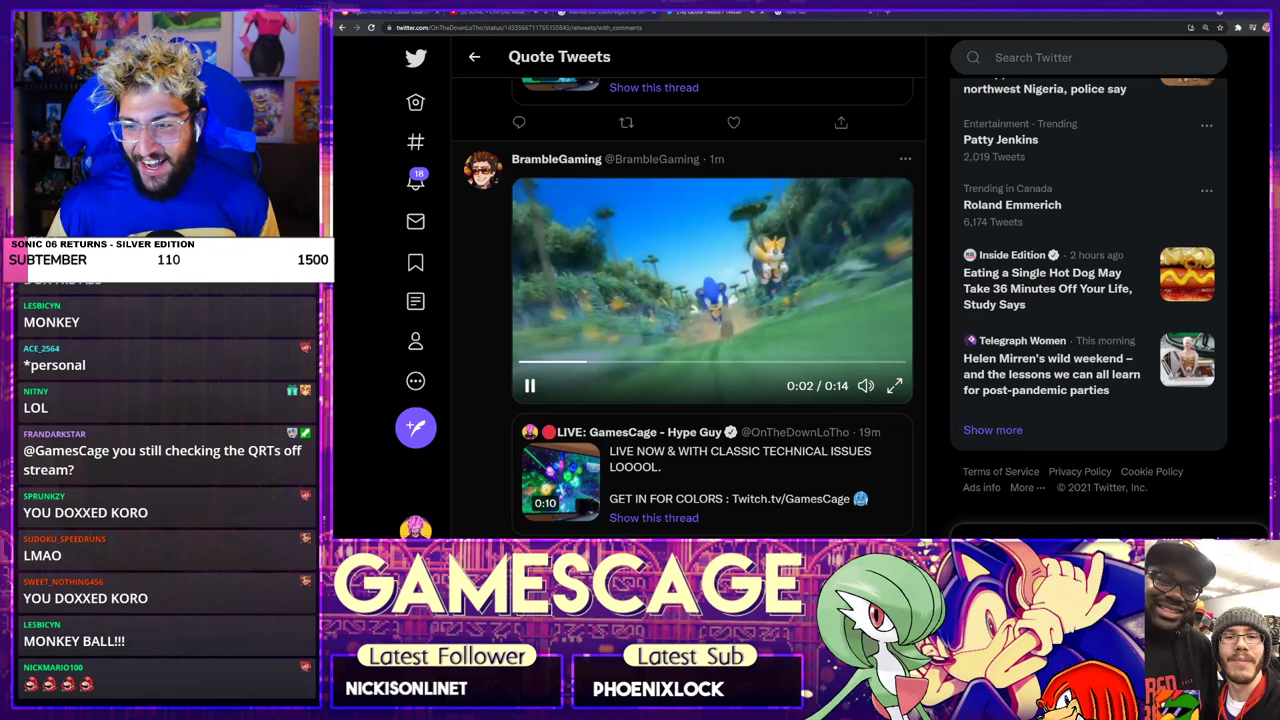 twitter.com/OnTheDownLoTho/status/1433566711765155843/retweets/with_comments
Quote Tweets
Search Twitter
Show this thread
northwest Nigeria, police say
Entertainment · Trending
Patty Jenkins
2,019 Tweets
Trending in Canada
Roland Emmerich
6,174 Tweets
Inside Edition · 2 hours ago
Eating a Single Hot Dog May
Take 36 Minutes Off Your Life,
Study Says
Telegraph Women · This morning
Helen Mirren's wild weekend –
and the lessons we can all learn
for post-pandemic parties
Show more
Terms of Service Privacy Policy Cookie Policy
Ads info More ··· © 2021 Twitter, Inc.
18
BrambleGaming @BrambleGaming · 1m
0:02 / 0:14
LIVE: GamesCage - Hype Guy @OnTheDownLoTho · 19m
LIVE NOW & WITH CLASSIC TECHNICAL ISSUES
LOOOOL.
GET IN FOR COLORS : Twitch.tv/GamesCage
0:10
Show this thread
SONIC 06 RETURNS - SILVER EDITION
SUBTEMBER 110 1500
LESBICYN
MONKEY
ACE_2564
*personal
NITNY
LOL
FRANDARKSTAR
@GamesCage you still checking the QRTs off
stream?
SPRUNKZY
YOU DOXXED KORO
SUDOKU_SPEEDRUNS
LMAO
SWEET_NOTHING456
YOU DOXXED KORO
LESBICYN
MONKEY BALL!!!
NICKMARIO100
GAMESCAGE
Latest Follower
NICKISONLINET
Latest Sub
PHOENIXLOCK